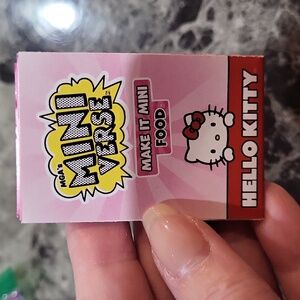 MGA's
MINI
VERSE
MAKE IT MINI
FOOD
HELLO KITTY